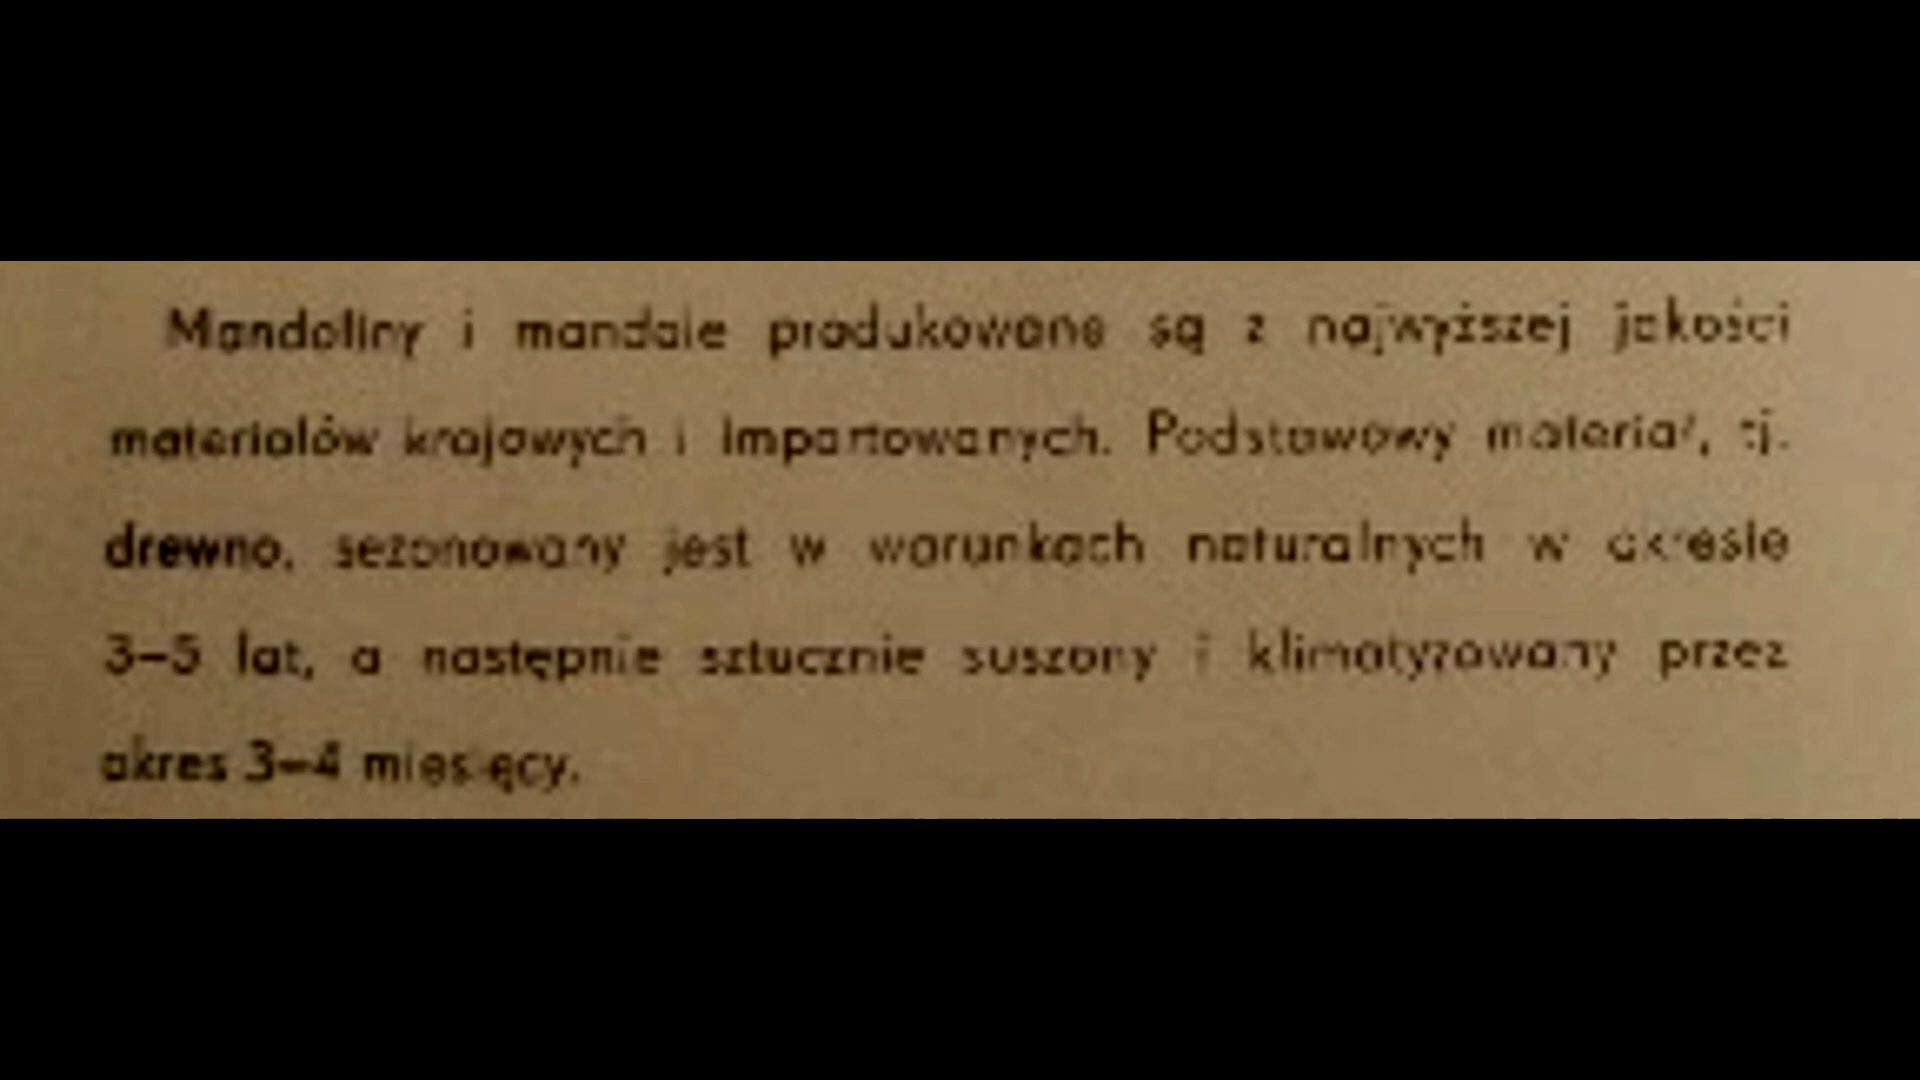 Mandoliny i mandole produkowane są z najwyższej jakości
materiałów krajowych i importowanych. Podstawowy materiał, tj.
drewno, sezonowany jest w warunkach naturalnych w okresie
3—5 lat, a następnie sztucznie suszony i klimatyzowany przez
okres 3—4 miesięcy.